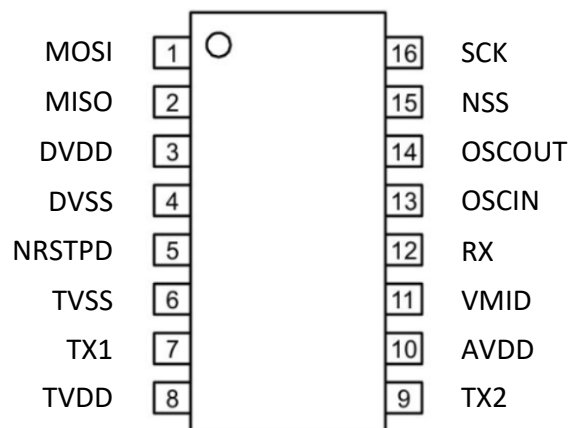 MOSI 1 16 SCK
MISO 2 15 NSS
DVDD 3 14 OSCOUT
DVSS 4 13 OSCIN
NRSTPD 5 12 RX
TVSS 6 11 VMID
TX1 7 10 AVDD
TVDD 8 9 TX2